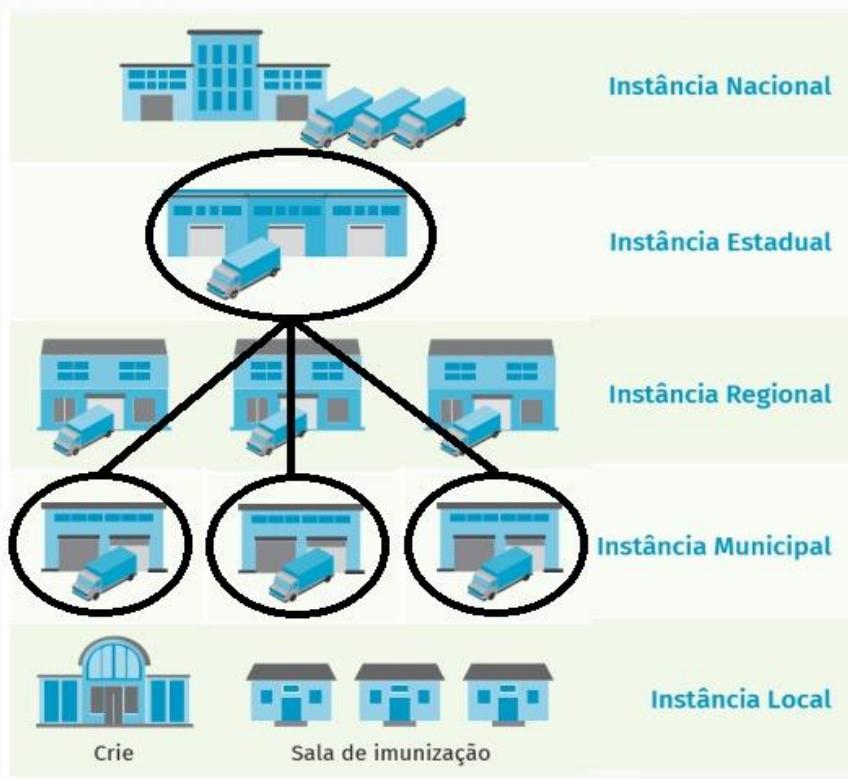 Instância Nacional
Instância Estadual
Instância Regional
Instância Municipal
Instância Local
Crie
Sala de imunização